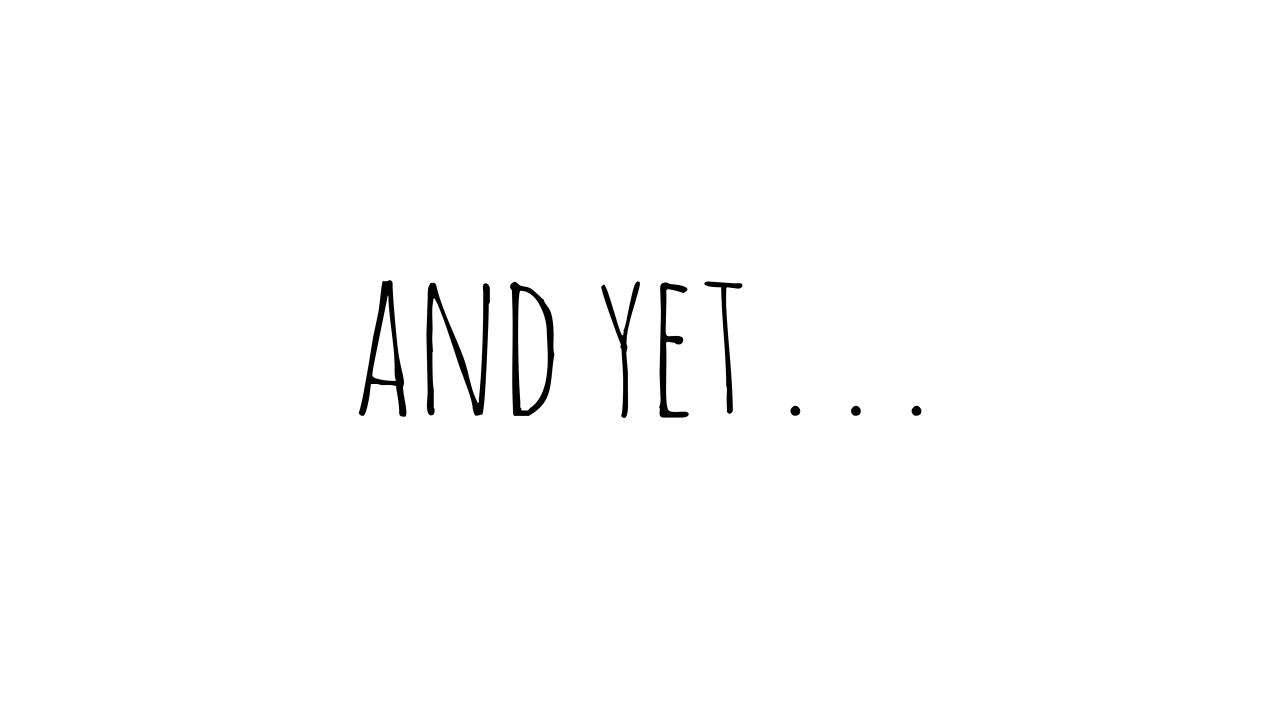 AND YET . . .